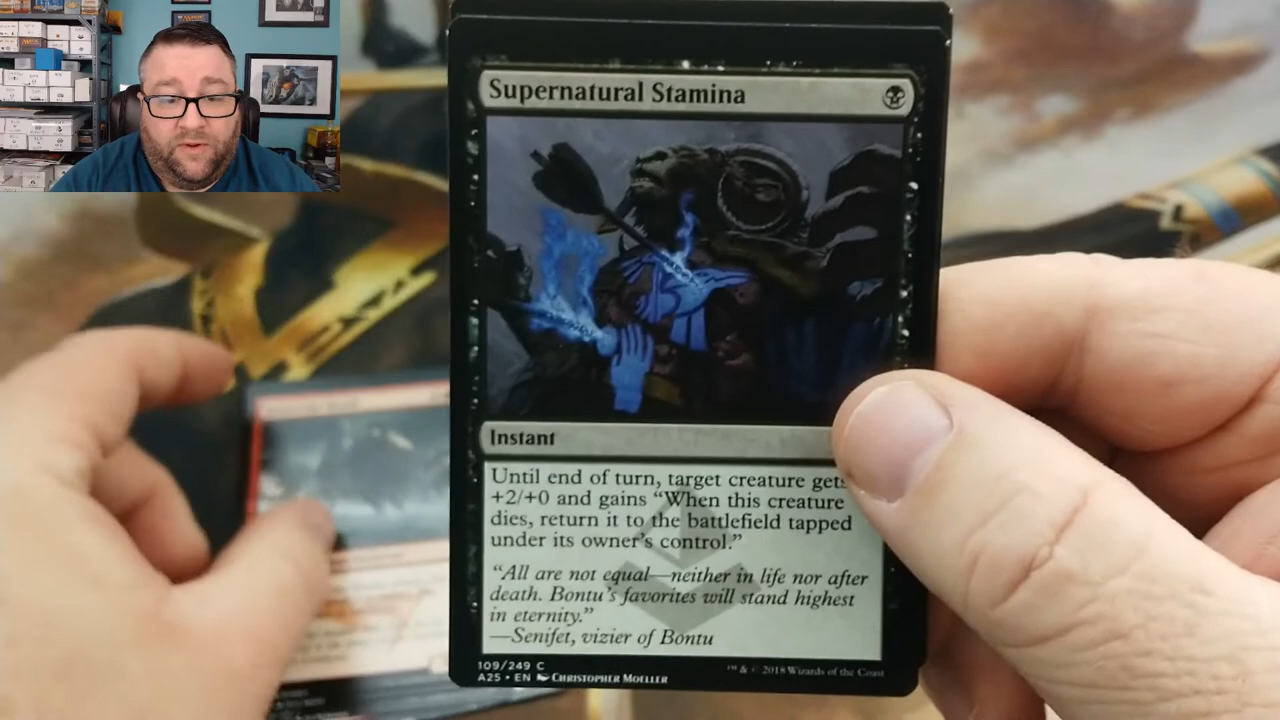 Supernatural Stamina
Instant
Until end of turn, target creature gets
+2/+0 and gains “When this creature
dies, return it to the battlefield tapped
under its owner’s control.”
“All are not equal—neither in life nor after
death. Bontu’s favorites will stand highest
in eternity.”
—Senifet, vizier of Bontu
109/249 C
A25 • EN Christopher Moeller
™ & © 2018 Wizards of the Coast